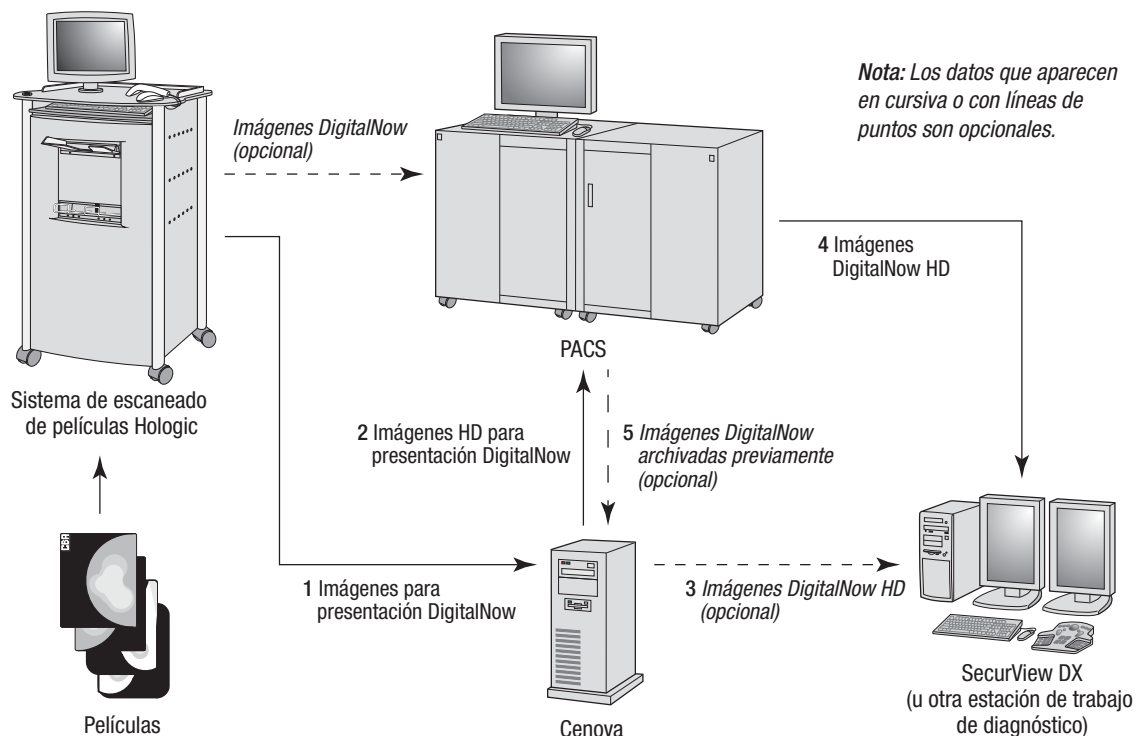 Nota: Los datos que aparecen
en cursiva o con líneas de
puntos son opcionales.
Imágenes DigitalNow
(opcional)
4 Imágenes
DigitalNow HD
PACS
Sistema de escaneado
de películas Hologic
2 Imágenes HD para
presentación DigitalNow
5 Imágenes DigitalNow
archivadas previamente
(opcional)
1 Imágenes para
presentación DigitalNow
3 Imágenes DigitalNow HD
(opcional)
SecurView DX
(u otra estación de trabajo
de diagnóstico)
Películas
Cenova